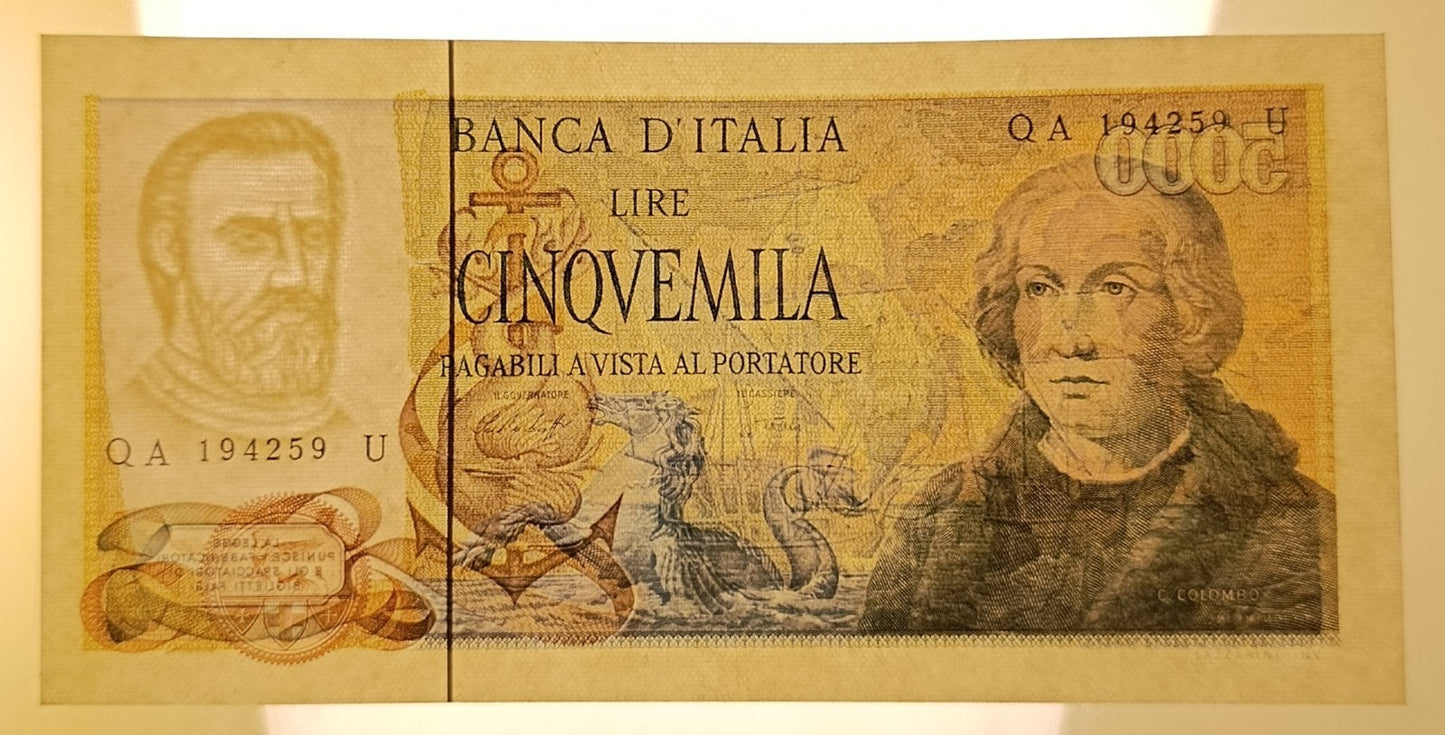 BANCA D'ITALIA
QA 194259 U
5000
LIRE
CINQVEMILA
PAGABILI A VISTA AL PORTATORE
IL GOVERNATORE
IL CASSIERE
QA 194259 U
LA LEGGE
PUNISCE I FABBRICATORI
E GLI SPACCIATORI DI
BIGLIETTI FALSI
C. COLOMBO